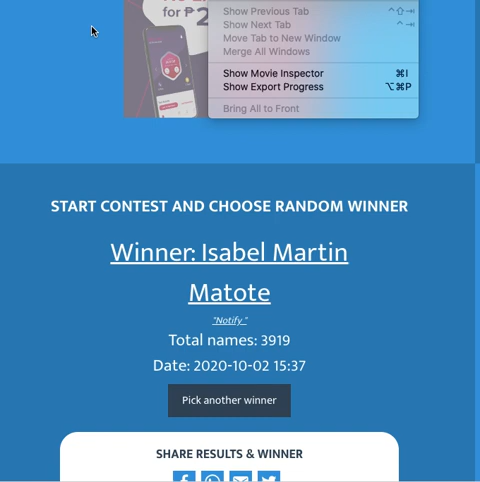 for ₱2
Show Previous Tab ⌃⇧⇥
Show Next Tab ⌃⇥
Move Tab to New Window
Merge All Windows
Show Movie Inspector ⌘I
Show Export Progress ⌥⌘P
Bring All to Front
START CONTEST AND CHOOSE RANDOM WINNER
Winner: Isabel Martin
Matote
"Notify "
Total names: 3919
Date: 2020-10-02 15:37
Pick another winner
SHARE RESULTS & WINNER